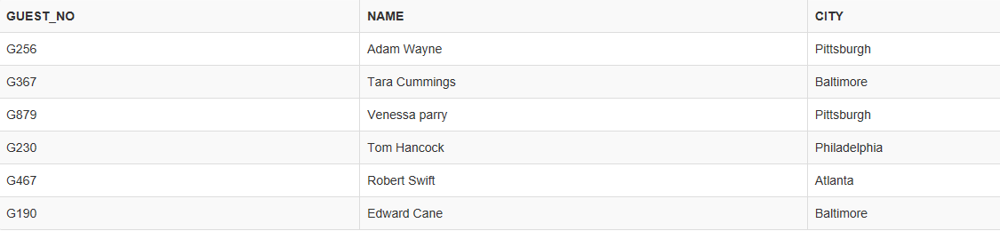 GUEST_NO NAME CITY
G256 Adam Wayne Pittsburgh
G367 Tara Cummings Baltimore
G879 Venessa parry Pittsburgh
G230 Tom Hancock Philadelphia
G467 Robert Swift Atlanta
G190 Edward Cane Baltimore